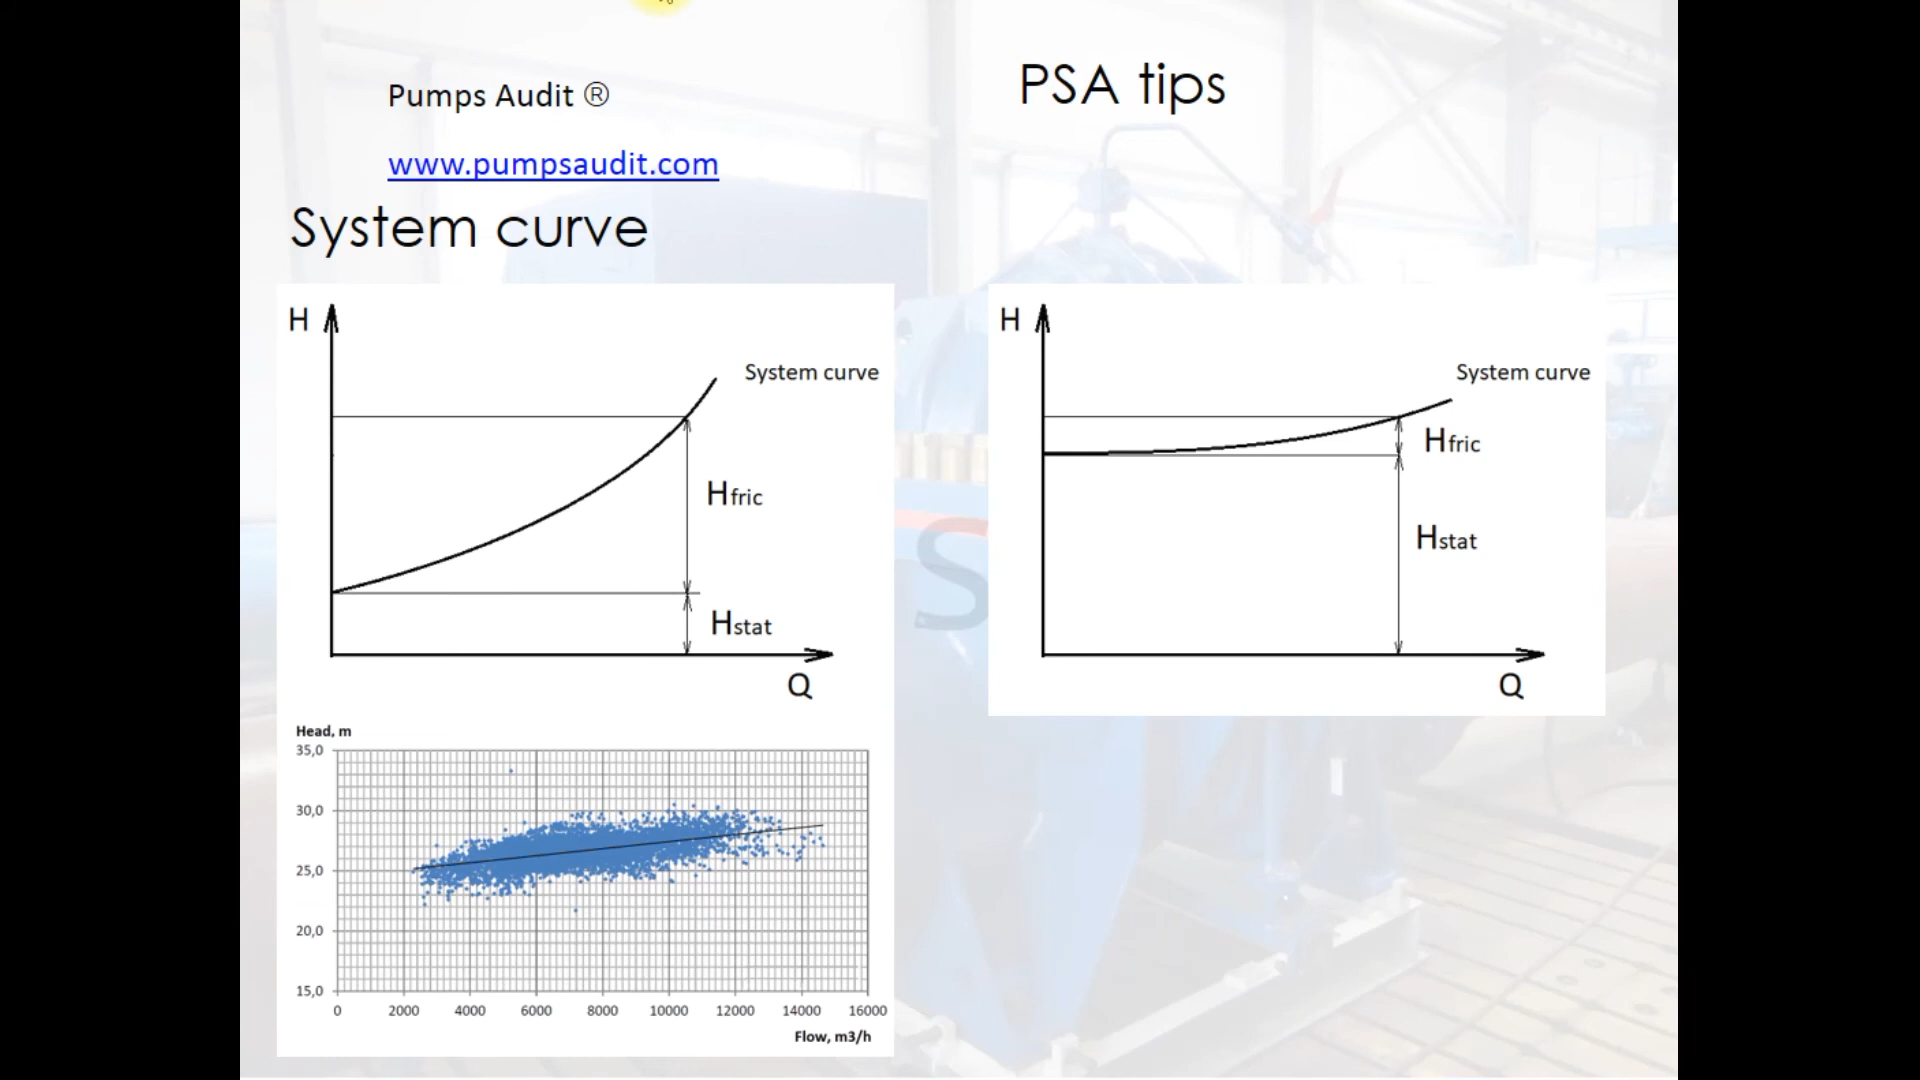 Pumps Audit ®
PSA tips
www.pumpsaudit.com
System curve
H
System curve
Hfric
Hstat
Q
H
System curve
Hfric
Hstat
Q
S
Head, m
35,0
30,0
25,0
20,0
15,0
0 2000 4000 6000 8000 10000 12000 14000 16000
Flow, m3/h